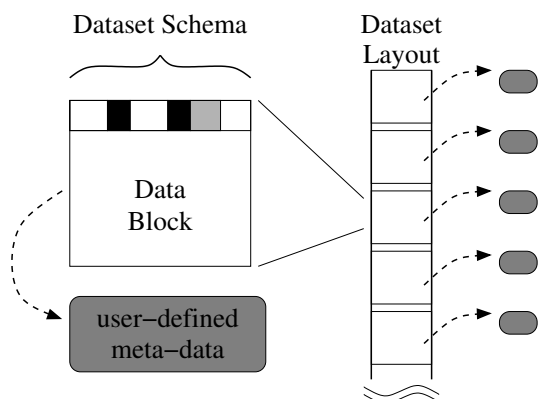 Dataset Schema
Dataset
Layout
Data
Block
user−defined
meta−data